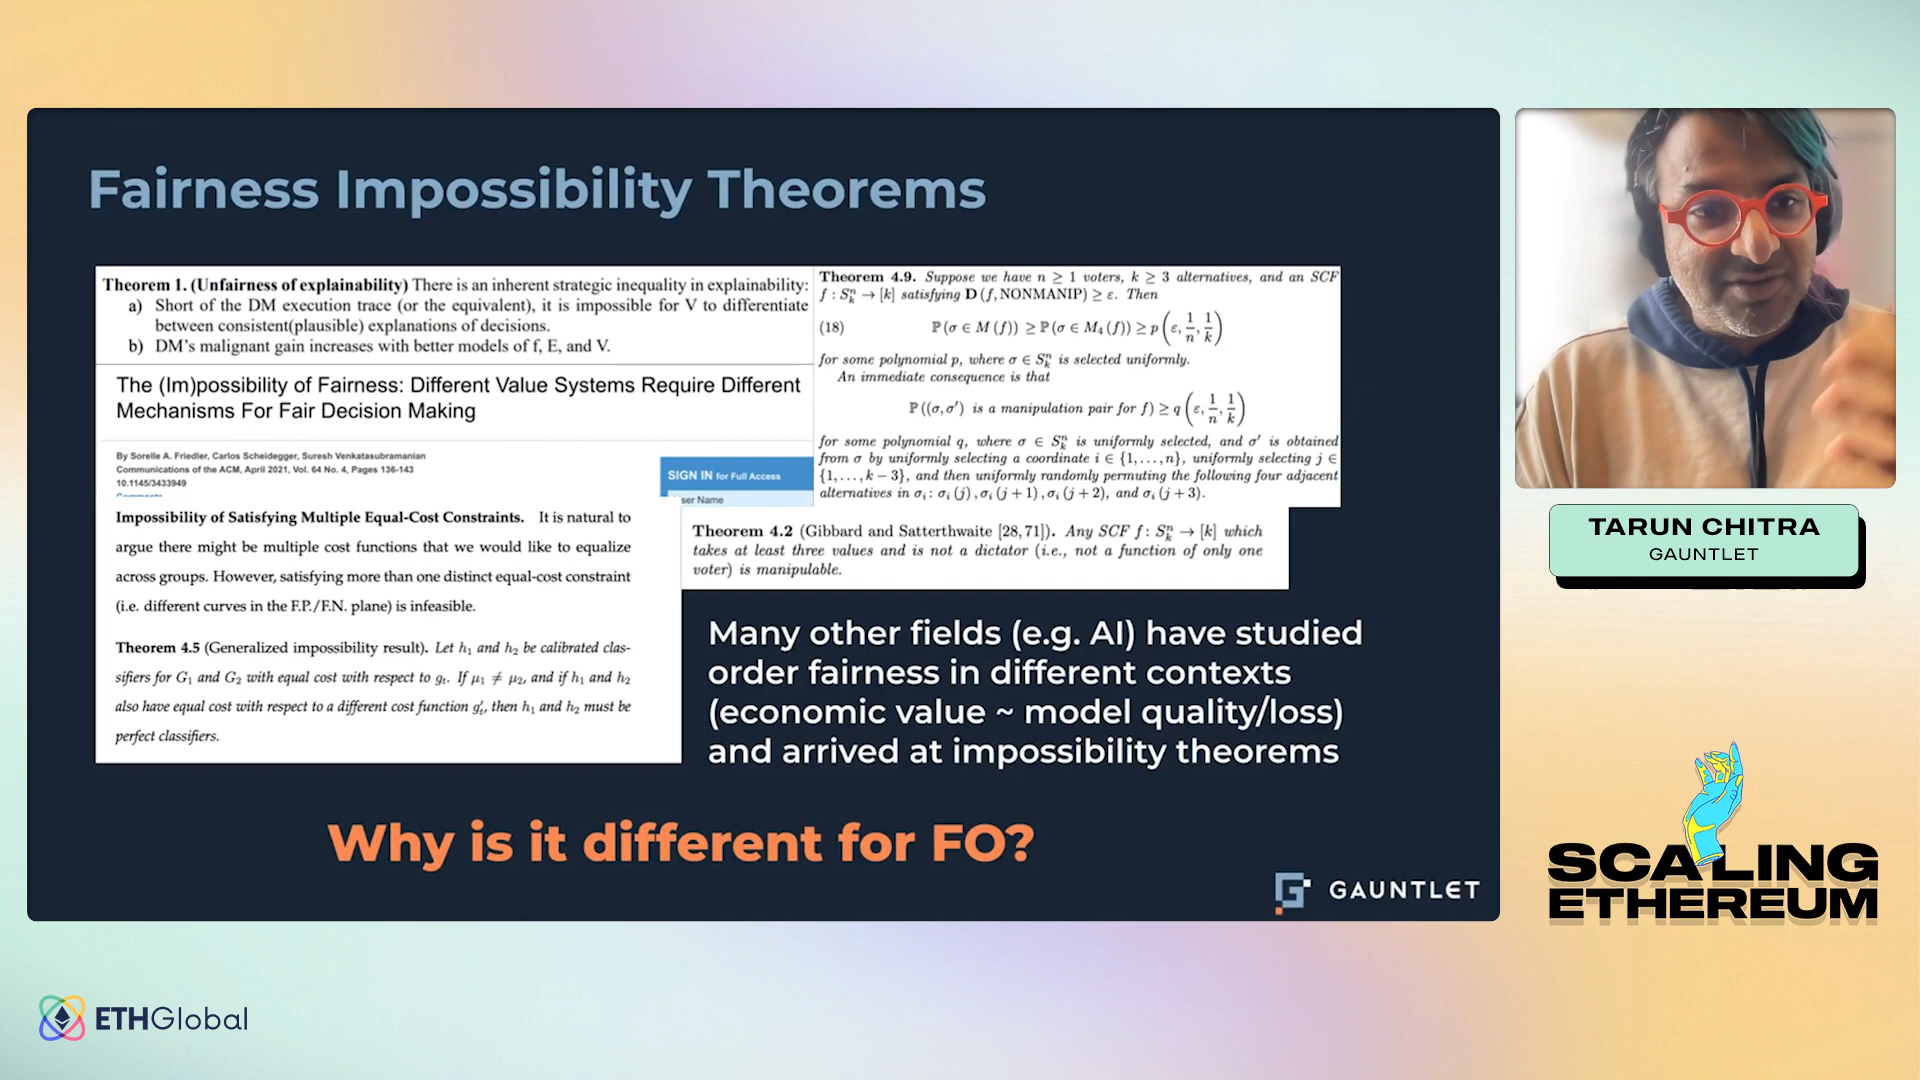 Fairness Impossibility Theorems
Theorem 1. (Unfairness of explainability) There is an inherent strategic inequality in explainability:
a) Short of the DM execution trace (or the equivalent), it is impossible for V to differentiate
between consistent(plausible) explanations of decisions.
b) DM's malignant gain increases with better models of f, E, and V.
The (Im)possibility of Fairness: Different Value Systems Require Different
Mechanisms For Fair Decision Making
By Sorelle A. Friedler, Carlos Scheidegger, Suresh Venkatasubramanian
Communications of the ACM, April 2021, Vol. 64 No. 4, Pages 136-143
10.1145/3433949
SIGN IN for Full Access
ser Name
Impossibility of Satisfying Multiple Equal-Cost Constraints. It is natural to
argue there might be multiple cost functions that we would like to equalize
across groups. However, satisfying more than one distinct equal-cost constraint
(i.e. different curves in the F.P./F.N. plane) is infeasible.
Theorem 4.5 (Generalized impossibility result). Let h₁ and h₂ be calibrated clas-
sifiers for G₁ and G₂ with equal cost with respect to gₜ. If μ₁ ≠ μ₂, and if h₁ and h₂
also have equal cost with respect to a different cost function g′ₜ, then h₁ and h₂ must be
perfect classifiers.
Theorem 4.9. Suppose we have n ≥ 1 voters, k ≥ 3 alternatives, and an SCF
f : Sₖⁿ → [k] satisfying D (f, NONMANIP) ≥ ε. Then
(18) ℙ (σ ∈ M (f)) ≥ ℙ (σ ∈ M₄ (f)) ≥ p (ε, 1/n, 1/k)
for some polynomial p, where σ ∈ Sₖⁿ is selected uniformly.
An immediate consequence is that
ℙ ((σ, σ′) is a manipulation pair for f) ≥ q (ε, 1/n, 1/k)
for some polynomial q, where σ ∈ Sₖⁿ is uniformly selected, and σ′ is obtained
from σ by uniformly selecting a coordinate i ∈ {1, . . . , n}, uniformly selecting j ∈
{1, . . . , k − 3}, and then uniformly randomly permuting the following four adjacent
alternatives in σᵢ : σᵢ (j) , σᵢ (j + 1) , σᵢ (j + 2), and σᵢ (j + 3).
Theorem 4.2 (Gibbard and Satterthwaite [28, 71]). Any SCF f : Sₖⁿ → [k] which
takes at least three values and is not a dictator (i.e., not a function of only one
voter) is manipulable.
Many other fields (e.g. AI) have studied
order fairness in different contexts
(economic value ~ model quality/loss)
and arrived at impossibility theorems
Why is it different for FO?
GAUNTLET
TARUN CHITRA
GAUNTLET
SCALING
ETHEREUM
ETHGlobal